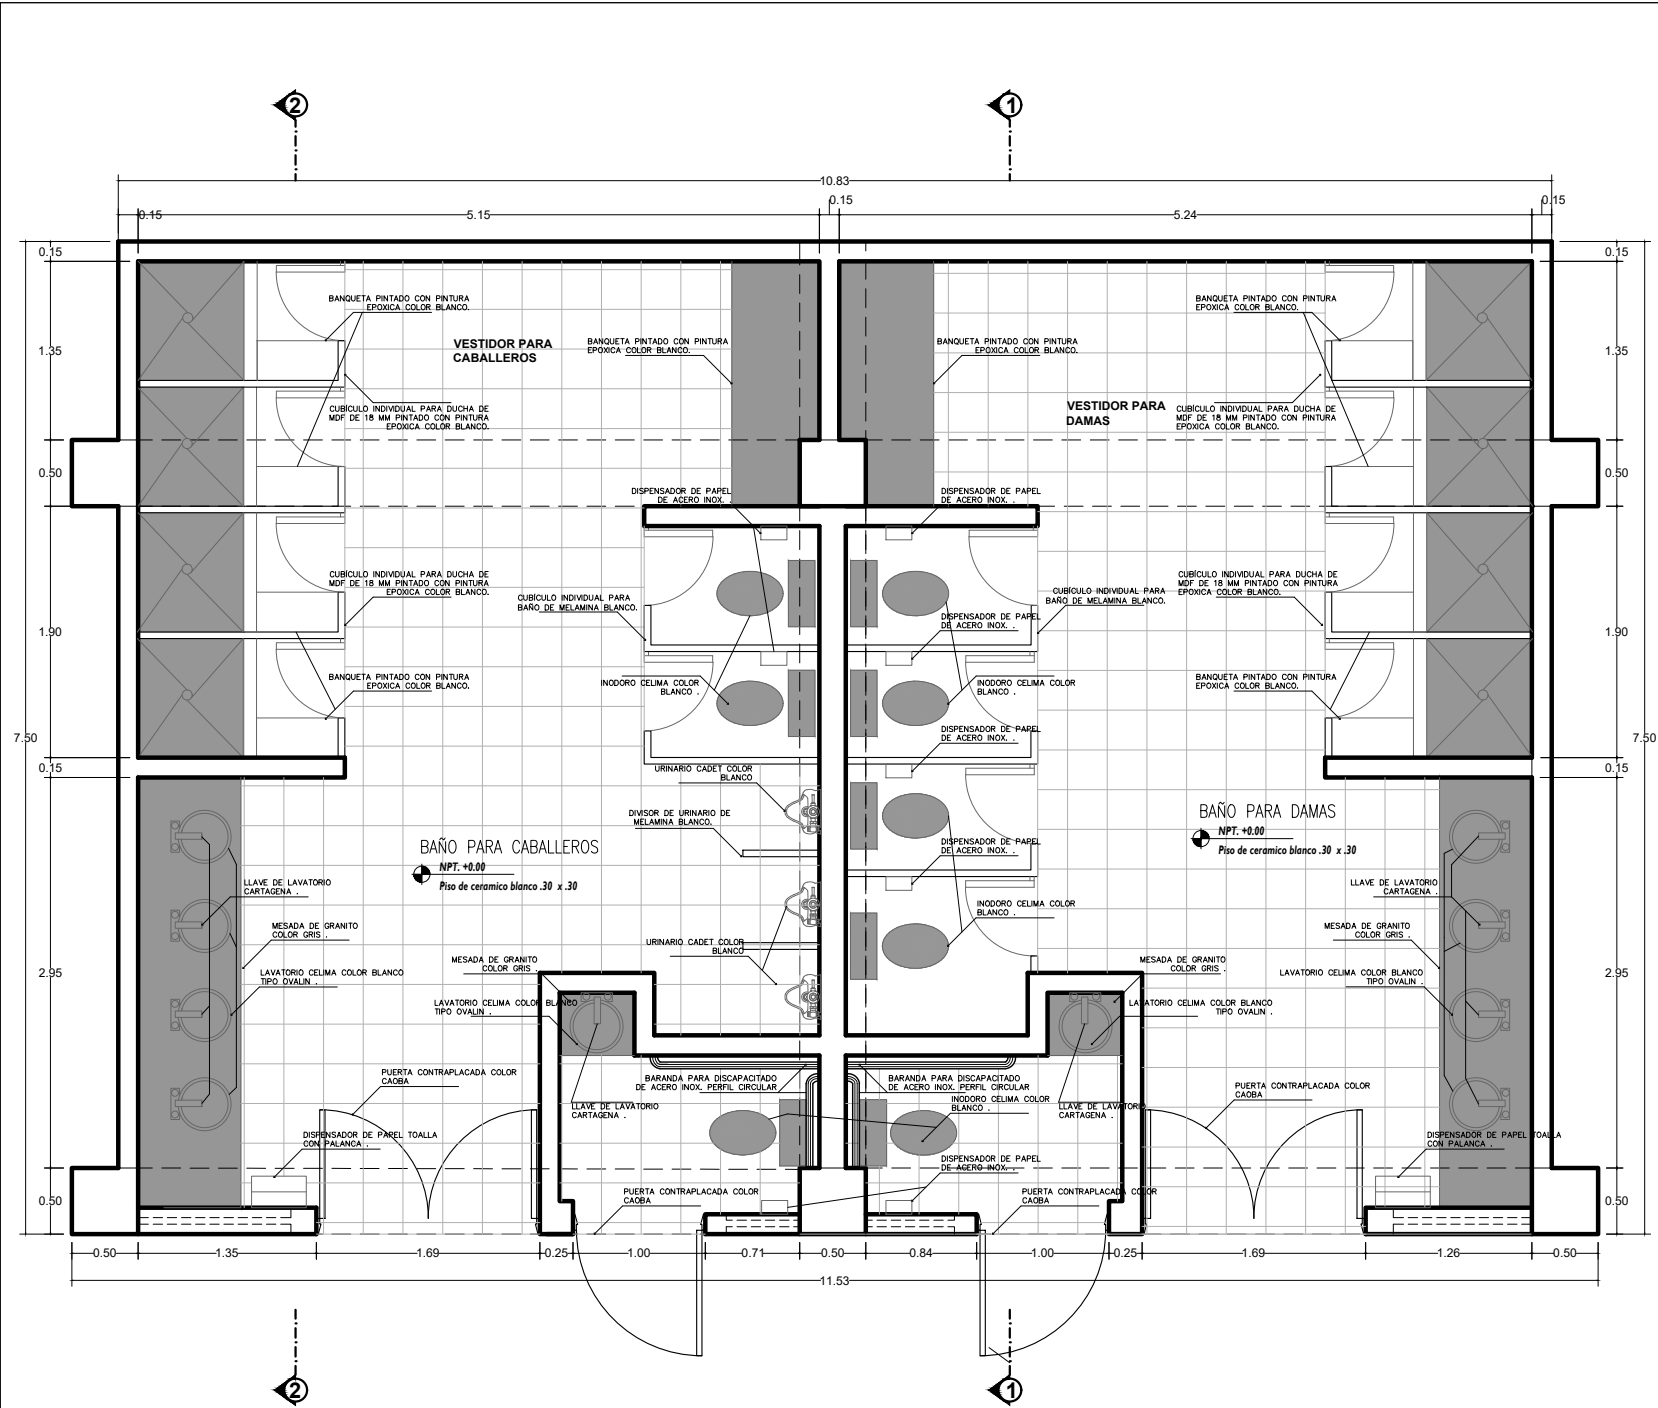 2
1
10.83
0.15
0.15
0.15
5.15
5.24
0.15
0.15
BANQUETA PINTADO CON PINTURA
EPOXICA COLOR BLANCO.
BANQUETA PINTADO CON PINTURA
EPOXICA COLOR BLANCO.
VESTIDOR PARA
CABALLEROS
BANQUETA PINTADO CON PINTURA
EPOXICA COLOR BLANCO.
BANQUETA PINTADO CON PINTURA
EPOXICA COLOR BLANCO.
1.35
1.35
VESTIDOR PARA
DAMAS
CUBÍCULO INDIVIDUAL PARA DUCHA DE
MDF DE 18 MM PINTADO CON PINTURA
EPOXICA COLOR BLANCO.
CUBÍCULO INDIVIDUAL PARA DUCHA DE
MDF DE 18 MM PINTADO CON PINTURA
EPOXICA COLOR BLANCO.
0.50
0.50
DISPENSADOR DE PAPEL
DE ACERO INOX. .
DISPENSADOR DE PAPEL
DE ACERO INOX. .
CUBÍCULO INDIVIDUAL PARA DUCHA DE
MDF DE 18 MM PINTADO CON PINTURA
EPOXICA COLOR BLANCO.
CUBÍCULO INDIVIDUAL PARA
BAÑO DE MELAMINA BLANCO.
CUBÍCULO INDIVIDUAL PARA
BAÑO DE MELAMINA BLANCO.
CUBÍCULO INDIVIDUAL PARA DUCHA DE
MDF DE 18 MM PINTADO CON PINTURA
EPOXICA COLOR BLANCO.
DISPENSADOR DE PAPEL
DE ACERO INOX. .
1.90
1.90
BANQUETA PINTADO CON PINTURA
EPOXICA COLOR BLANCO.
INODORO CELIMA COLOR
BLANCO .
INODORO CELIMA COLOR
BLANCO .
BANQUETA PINTADO CON PINTURA
EPOXICA COLOR BLANCO.
7.50
7.50
DISPENSADOR DE PAPEL
DE ACERO INOX. .
0.15
0.15
URINARIO CADET COLOR
BLANCO
DIVISOR DE URINARIO DE
MELAMINA BLANCO.
BAÑO PARA DAMAS
NPT. +0.00
Piso de ceramico blanco .30 x .30
BAÑO PARA CABALLEROS
NPT. +0.00
Piso de ceramico blanco .30 x .30
DISPENSADOR DE PAPEL
DE ACERO INOX. .
LLAVE DE LAVATORIO
CARTAGENA .
LLAVE DE LAVATORIO
CARTAGENA .
INODORO CELIMA COLOR
BLANCO .
MESADA DE GRANITO
COLOR GRIS .
MESADA DE GRANITO
COLOR GRIS .
URINARIO CADET COLOR
BLANCO
MESADA DE GRANITO
COLOR GRIS .
MESADA DE GRANITO
COLOR GRIS .
2.95
2.95
LAVATORIO CELIMA COLOR BLANCO
TIPO OVALIN .
LAVATORIO CELIMA COLOR BLANCO
TIPO OVALIN .
LAVATORIO CELIMA COLOR BLANCO
TIPO OVALIN .
LAVATORIO CELIMA COLOR BLANCO
TIPO OVALIN .
PUERTA CONTRAPLACADA COLOR
CAOBA
BARANDA PARA DISCAPACITADO
DE ACERO INOX. PERFIL CIRCULAR
BARANDA PARA DISCAPACITADO
DE ACERO INOX. PERFIL CIRCULAR
PUERTA CONTRAPLACADA COLOR
CAOBA
INODORO CELIMA COLOR
BLANCO .
LLAVE DE LAVATORIO
CARTAGENA .
LLAVE DE LAVATORIO
CARTAGENA .
DISPENSADOR DE PAPEL TOALLA
CON PALANCA .
DISPENSADOR DE PAPEL TOALLA
CON PALANCA .
DISPENSADOR DE PAPEL
DE ACERO INOX. .
PUERTA CONTRAPLACADA COLOR
CAOBA
PUERTA CONTRAPLACADA COLOR
CAOBA
0.50
0.50
0.50
1.35
1.69
0.25
1.00
0.71
0.50
0.84
1.00
0.25
1.69
1.26
0.50
11.53
2
1